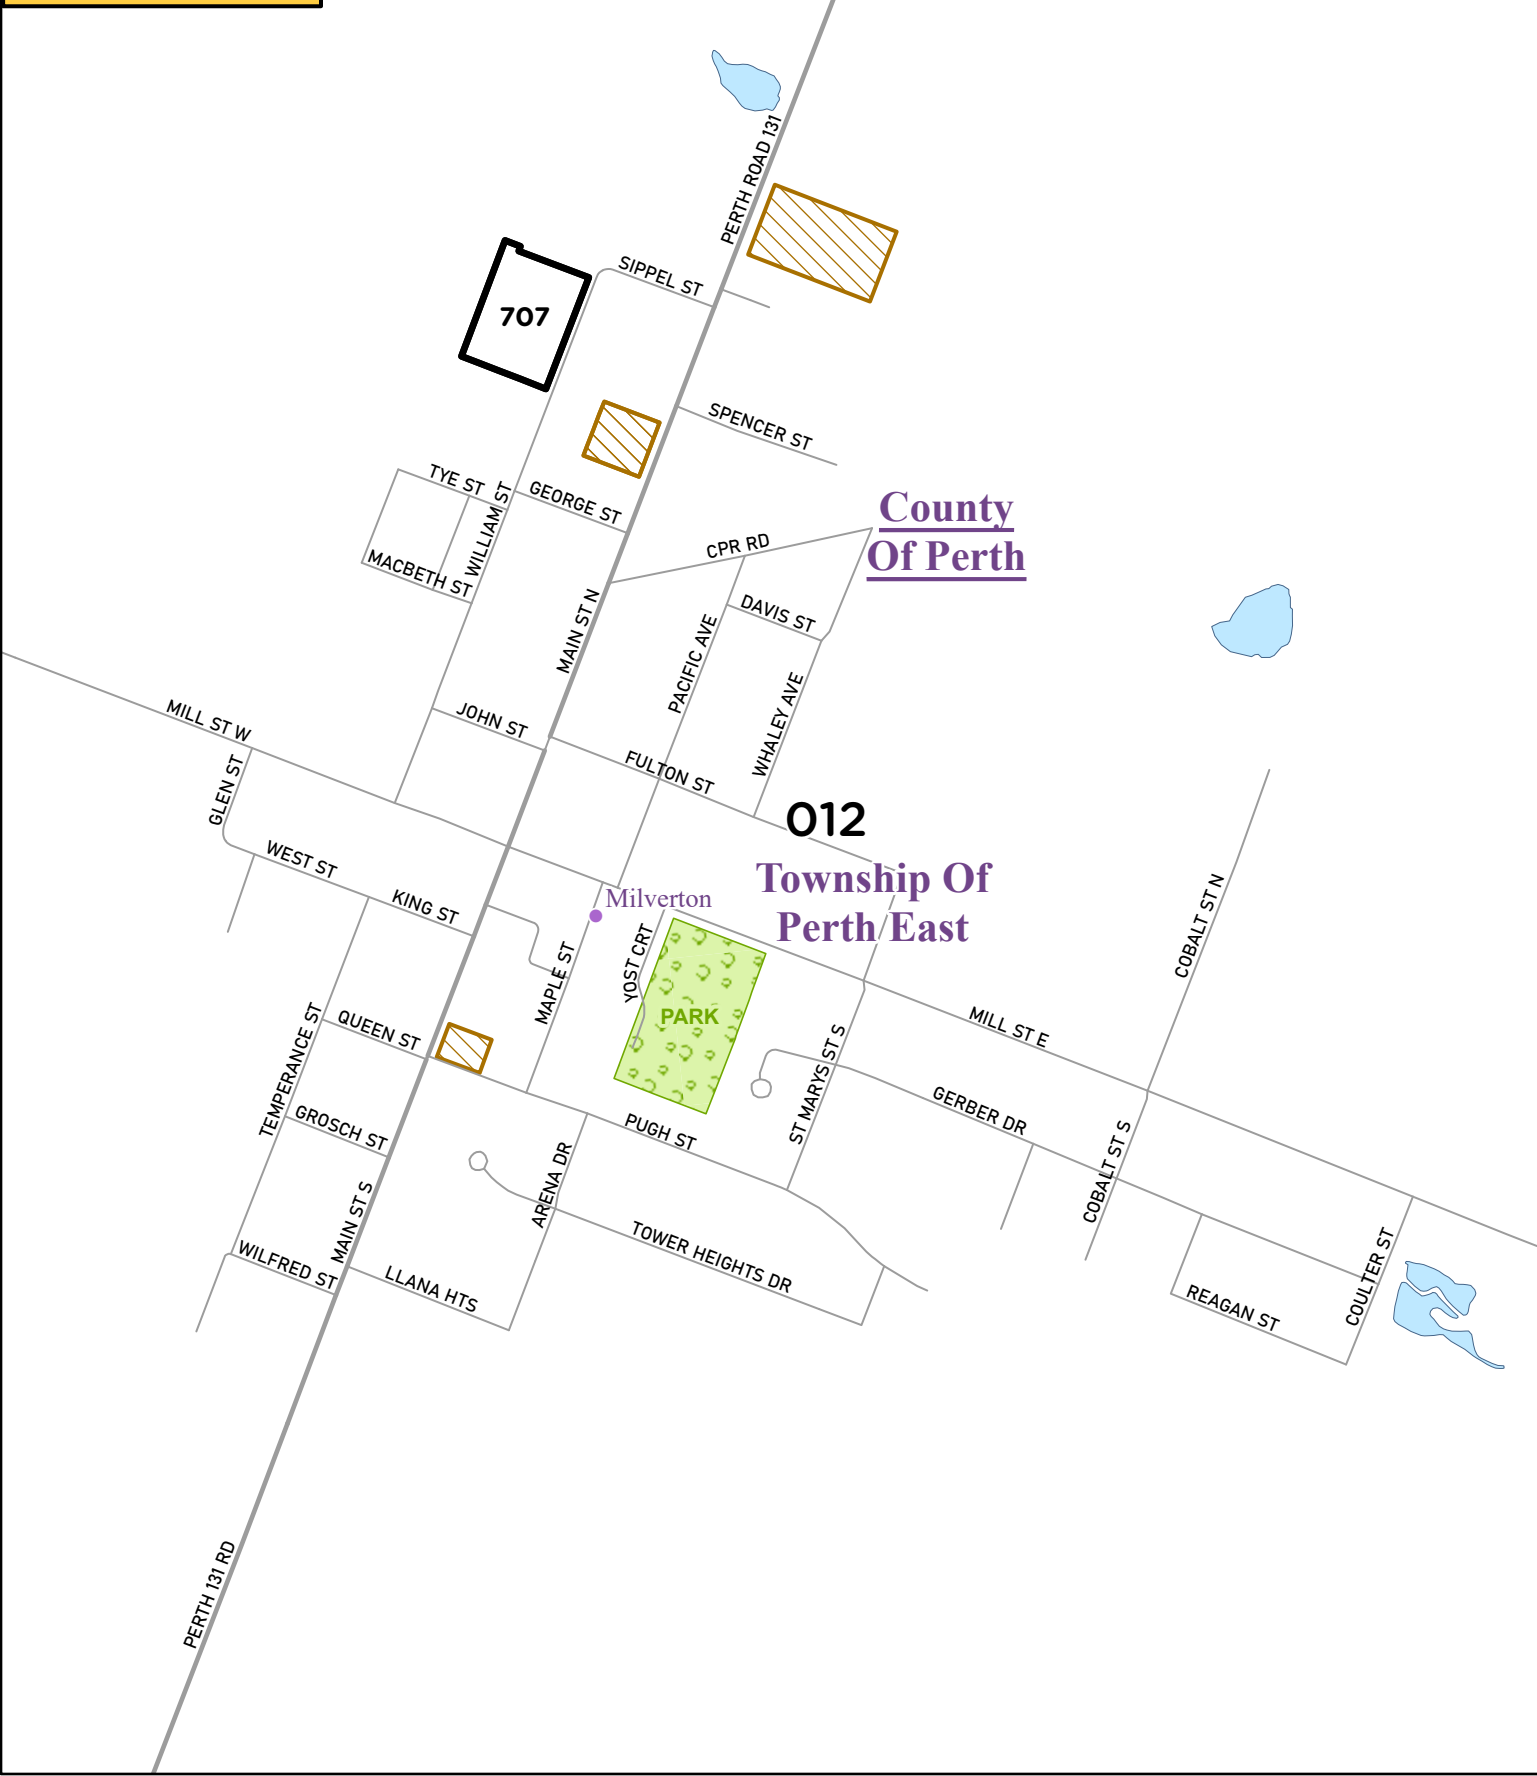 PERTH ROAD 131
SIPPEL ST
707
SPENCER ST
TYE ST
GEORGE ST
WILLIAM ST
County
Of Perth
CPR RD
MACBETH ST
MAIN ST N
DAVIS ST
PACIFIC AVE
WHALEY AVE
MILL ST W
JOHN ST
GLEN ST
FULTON ST
012
WEST ST
KING ST
Township Of
Perth East
Milverton
COBALT ST N
YOST CRT
MAPLE ST
PARK
QUEEN ST
TEMPERANCE ST
MILL ST E
ST MARYS ST S
GERBER DR
GROSCH ST
PUGH ST
COBALT ST S
ARENA DR
MAIN ST S
WILFRED ST
LLANA HTS
TOWER HEIGHTS DR
COULTER ST
REAGAN ST
PERTH 131 RD